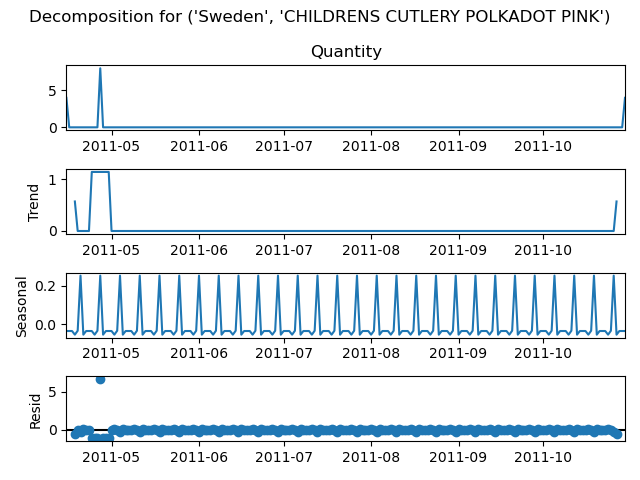 Decomposition for ('Sweden', 'CHILDRENS CUTLERY POLKADOT PINK')
Quantity
5
0
2011-05 2011-06 2011-07 2011-08 2011-09 2011-10
1
Trend
0
2011-05 2011-06 2011-07 2011-08 2011-09 2011-10
0.2
Seasonal
0.0
2011-05 2011-06 2011-07 2011-08 2011-09 2011-10
5
Resid
0
2011-05 2011-06 2011-07 2011-08 2011-09 2011-10